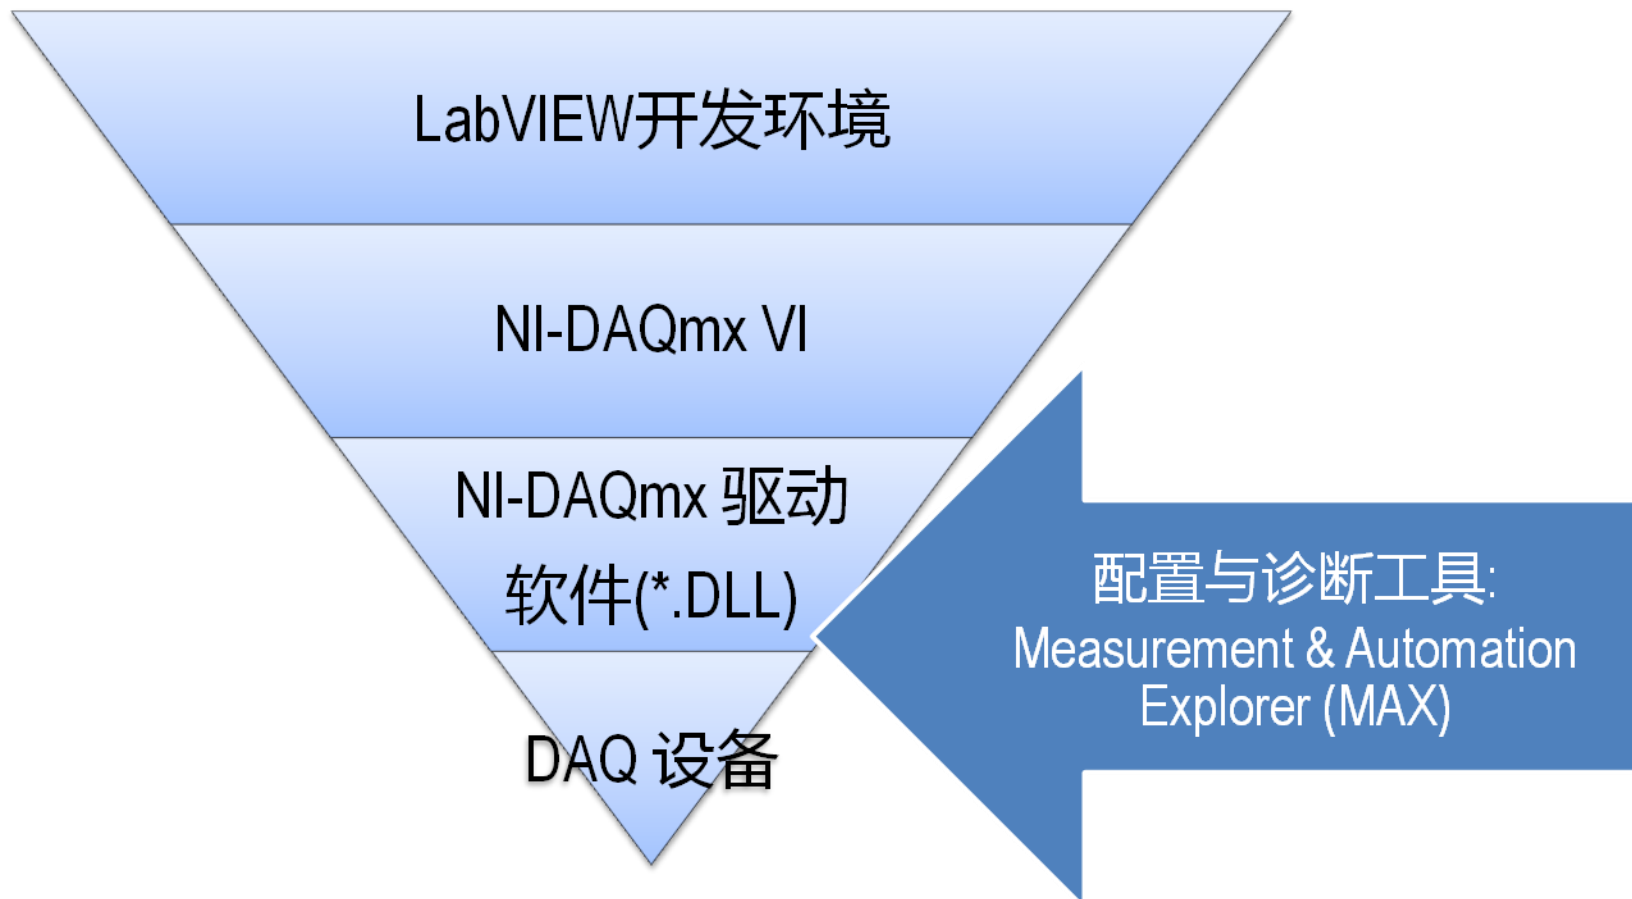 LabVIEW开发环境
NI-DAQmx VI
NI-DAQmx 驱动
软件(*.DLL)
DAQ 设备
配置与诊断工具:
Measurement & Automation
Explorer (MAX)